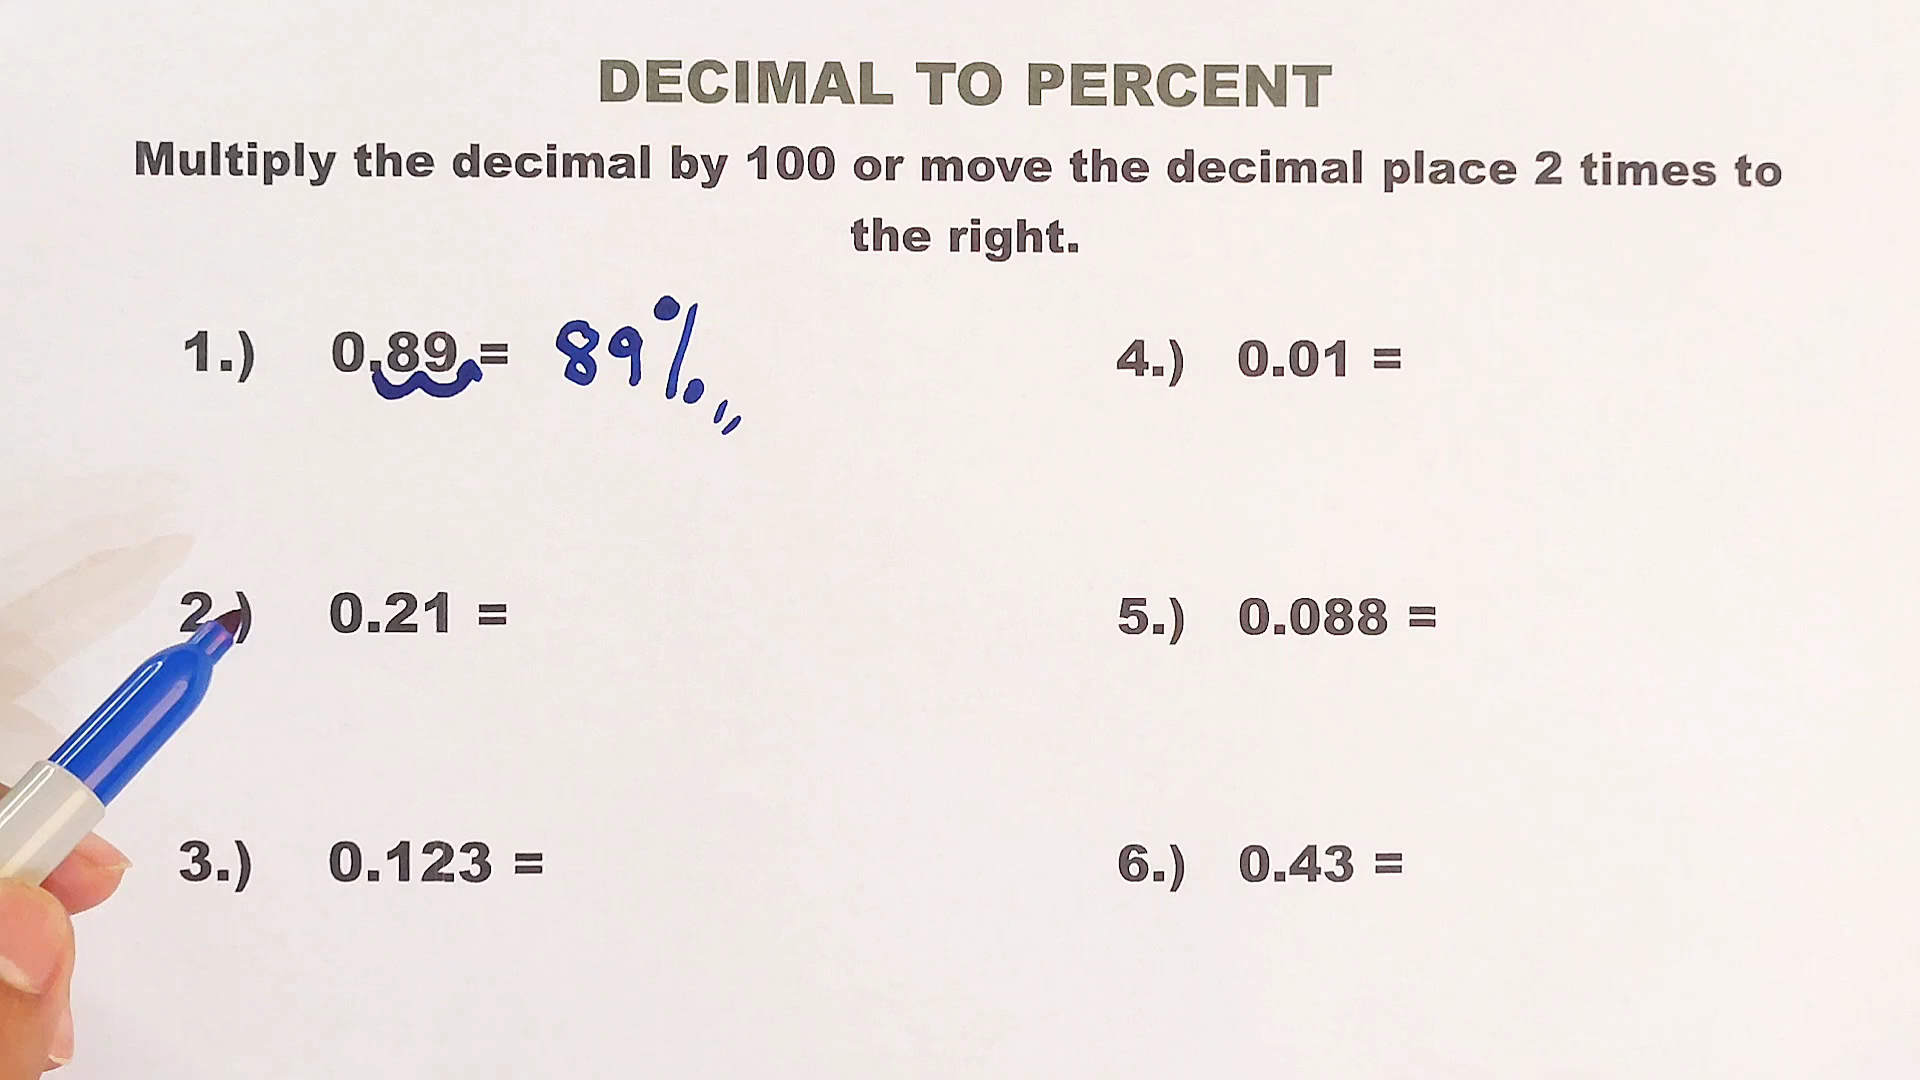 DECIMAL TO PERCENT
Multiply the decimal by 100 or move the decimal place 2 times to
the right.
1.) 0.89 = 89%
4.) 0.01 =
2.) 0.21 =
5.) 0.088 =
3.) 0.123 =
6.) 0.43 =